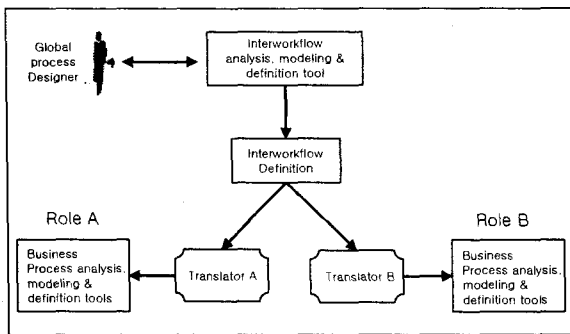 Global
process
Designer
Interworkflow
analysis, modeling &
definition tool
Interworkflow
Definition
Role A
Role B
Business
Process analysis,
modeling &
definition tools
Translator A
Translator B
Business
Process analysis,
modeling &
definition tools